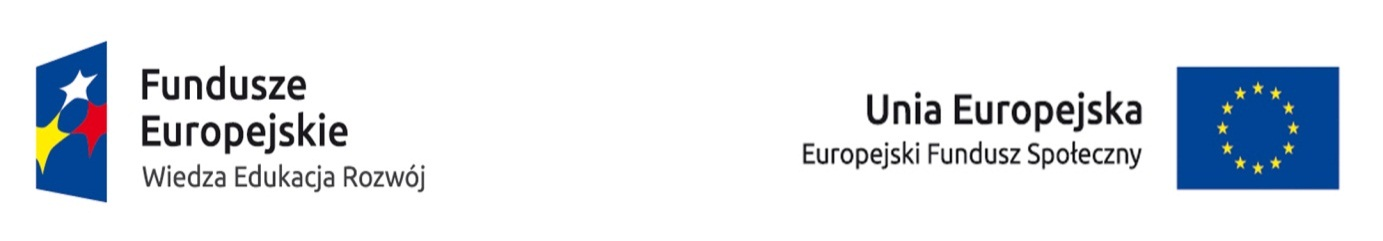 Fundusze
Europejskie
Wiedza Edukacja Rozwój
Unia Europejska
Europejski Fundusz Społeczny